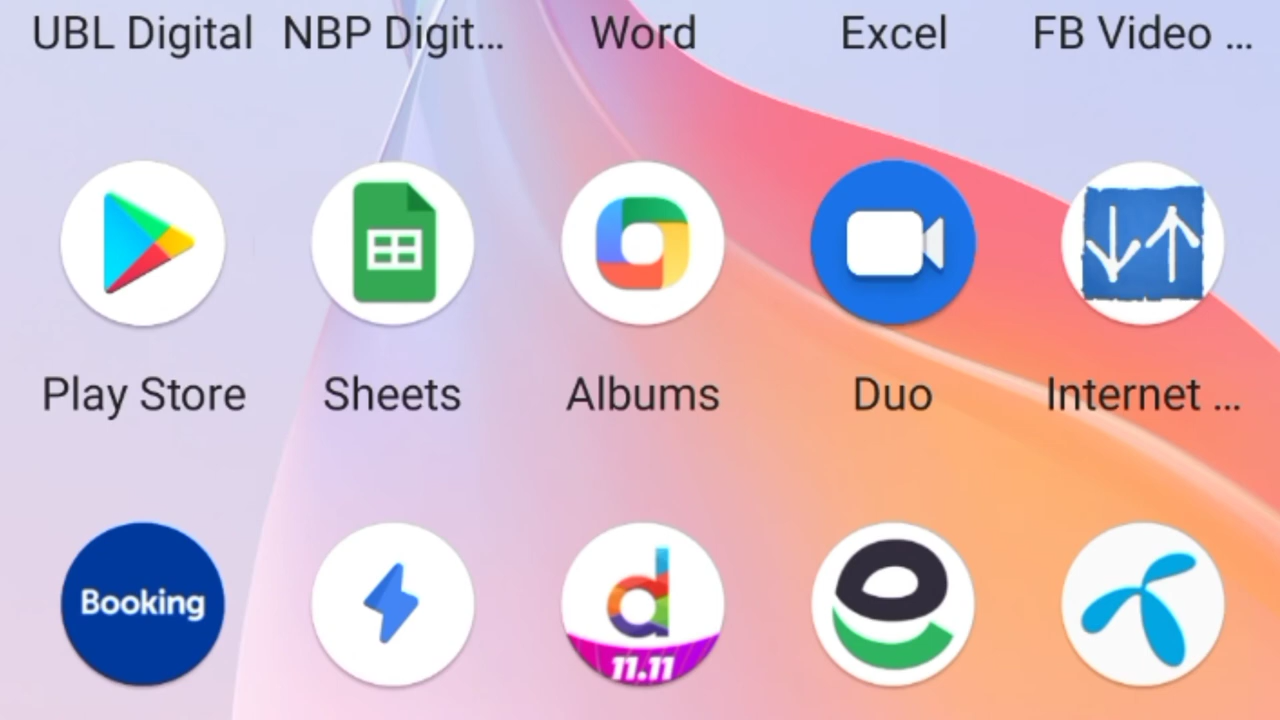 UBL Digital NBP Digit... Word Excel FB Video ...
Play Store Sheets Albums Duo Internet ...
Booking
11.11